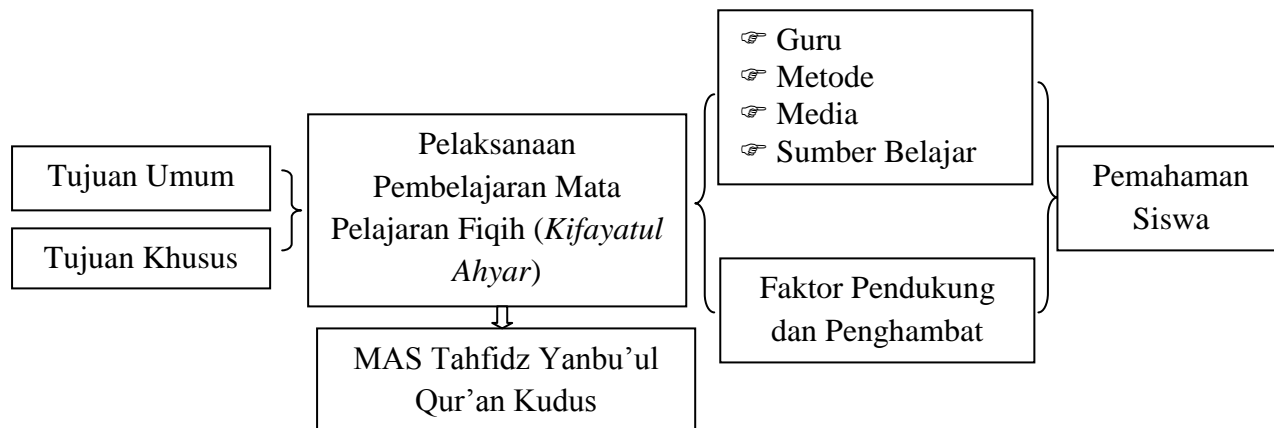 Tujuan Umum
Tujuan Khusus
Pelaksanaan
Pembelajaran Mata
Pelajaran Fiqih (Kifayatul
Ahyar)
MAS Tahfidz Yanbu’ul
Qur’an Kudus
☞ Guru
☞ Metode
☞ Media
☞ Sumber Belajar
Faktor Pendukung
dan Penghambat
Pemahaman
Siswa